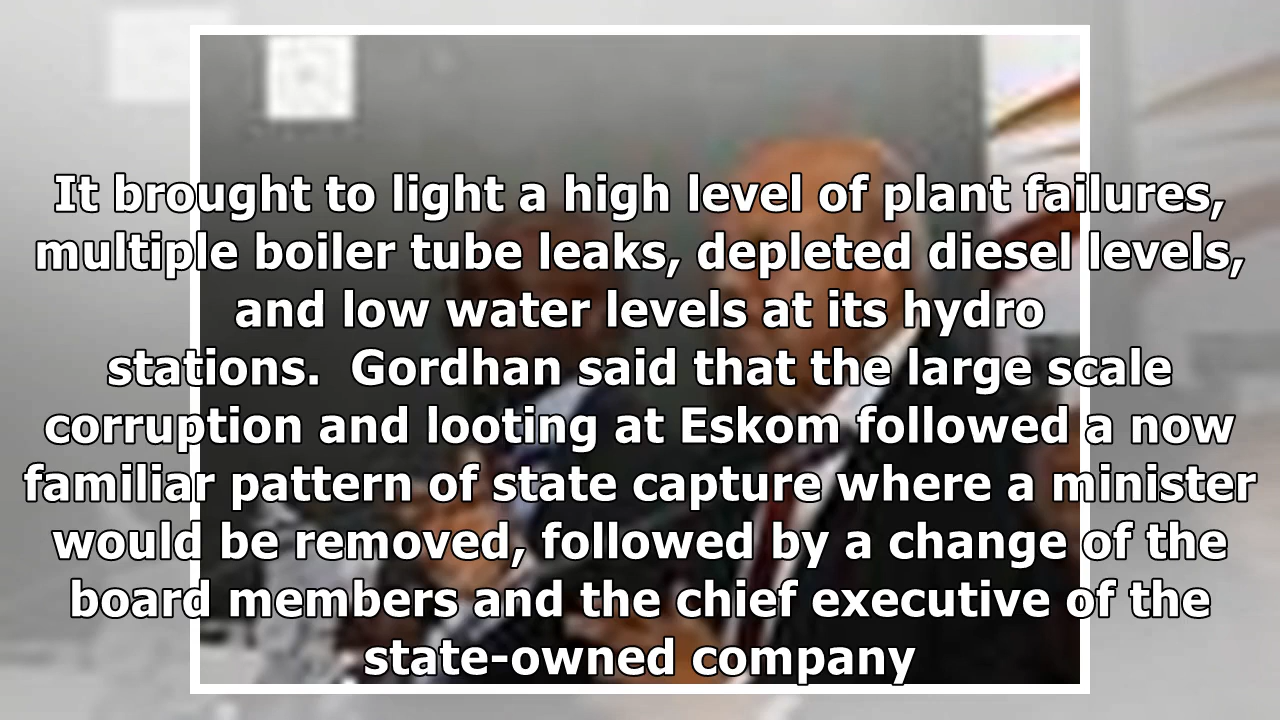 It brought to light a high level of plant failures,
multiple boiler tube leaks, depleted diesel levels,
and low water levels at its hydro
stations.  Gordhan said that the large scale
corruption and looting at Eskom followed a now
familiar pattern of state capture where a minister
would be removed, followed by a change of the
board members and the chief executive of the
state-owned company